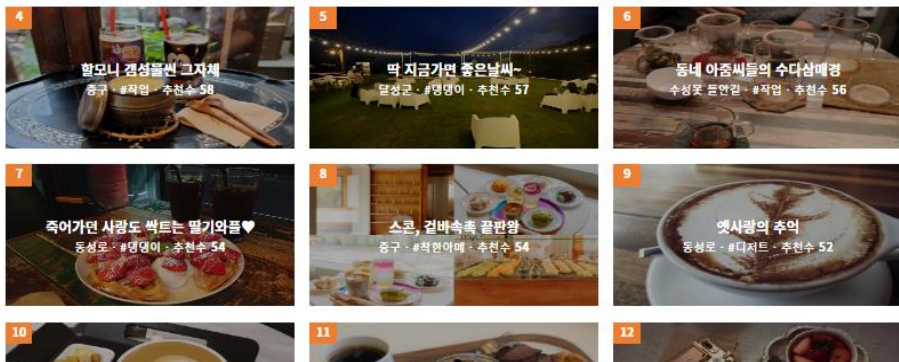 4
할모니 갬성물씬 그자체
중구 · #작업 · 추천수 58
5
딱 지금가면 좋은날씨~
달성군 · #댕댕이 · 추천수 57
6
동네 아줌씨들의 수다삼매경
수성못 들안길 · #작업 · 추천수 56
7
죽어가던 사랑도 싹트는 딸기와플♥
동성로 · #댕댕이 · 추천수 54
8
스콘, 겉바속촉 끝판왕
중구 · #착한아메 · 추천수 54
9
옛사랑의 추억
동성로 · #디저트 · 추천수 52
10
11
12